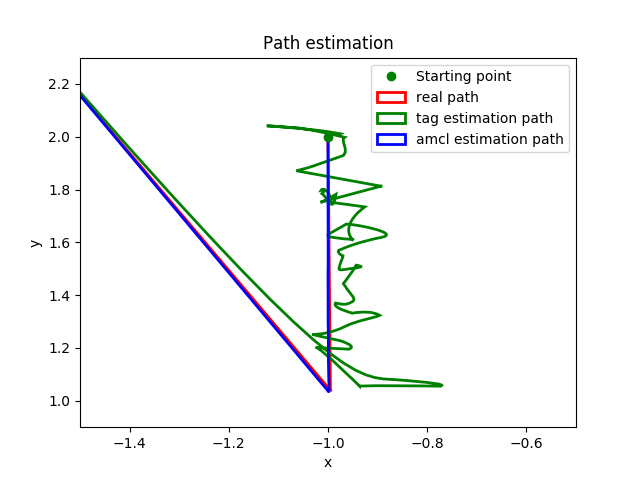 Path estimation
Starting point
real path
tag estimation path
amcl estimation path
2.2
2.0
1.8
1.6
1.4
1.2
1.0
y
−1.4
−1.2
−1.0
−0.8
−0.6
x